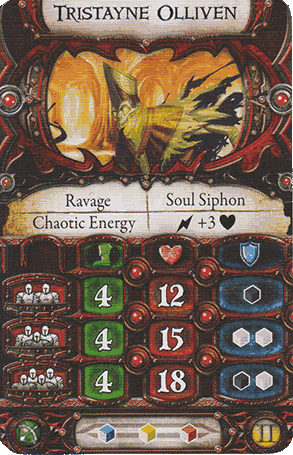 Tristayne Olliven
Ravage
Soul Siphon
Chaotic Energy
+3
4 12
4 15
4 18
II